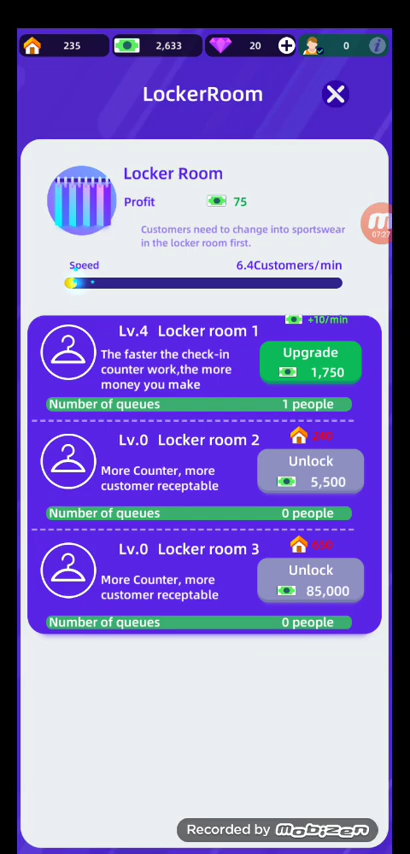 235
2,633
20
0
LockerRoom
Locker Room
Profit
75
Customers need to change into sportswear
in the locker room first.
07:27
Speed
6.4Customers/min
+10/min
Lv.4 Locker room 1
The faster the check-in
counter work,the more
money you make
Upgrade
1,750
Number of queues
1 people
Lv.0 Locker room 2
More Counter, more
customer receptable
Unlock
5,500
Number of queues
0 people
Lv.0 Locker room 3
More Counter, more
customer receptable
Unlock
85,000
Number of queues
0 people
Recorded by mobizen